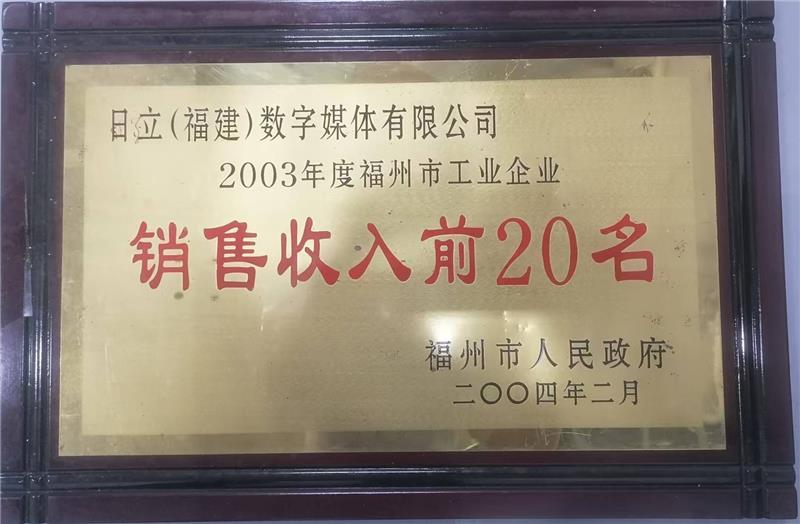 日立(福建)数字媒体有限公司
2003年度福州市工业企业
销售收入前20名
福州市人民政府
二〇〇四年二月